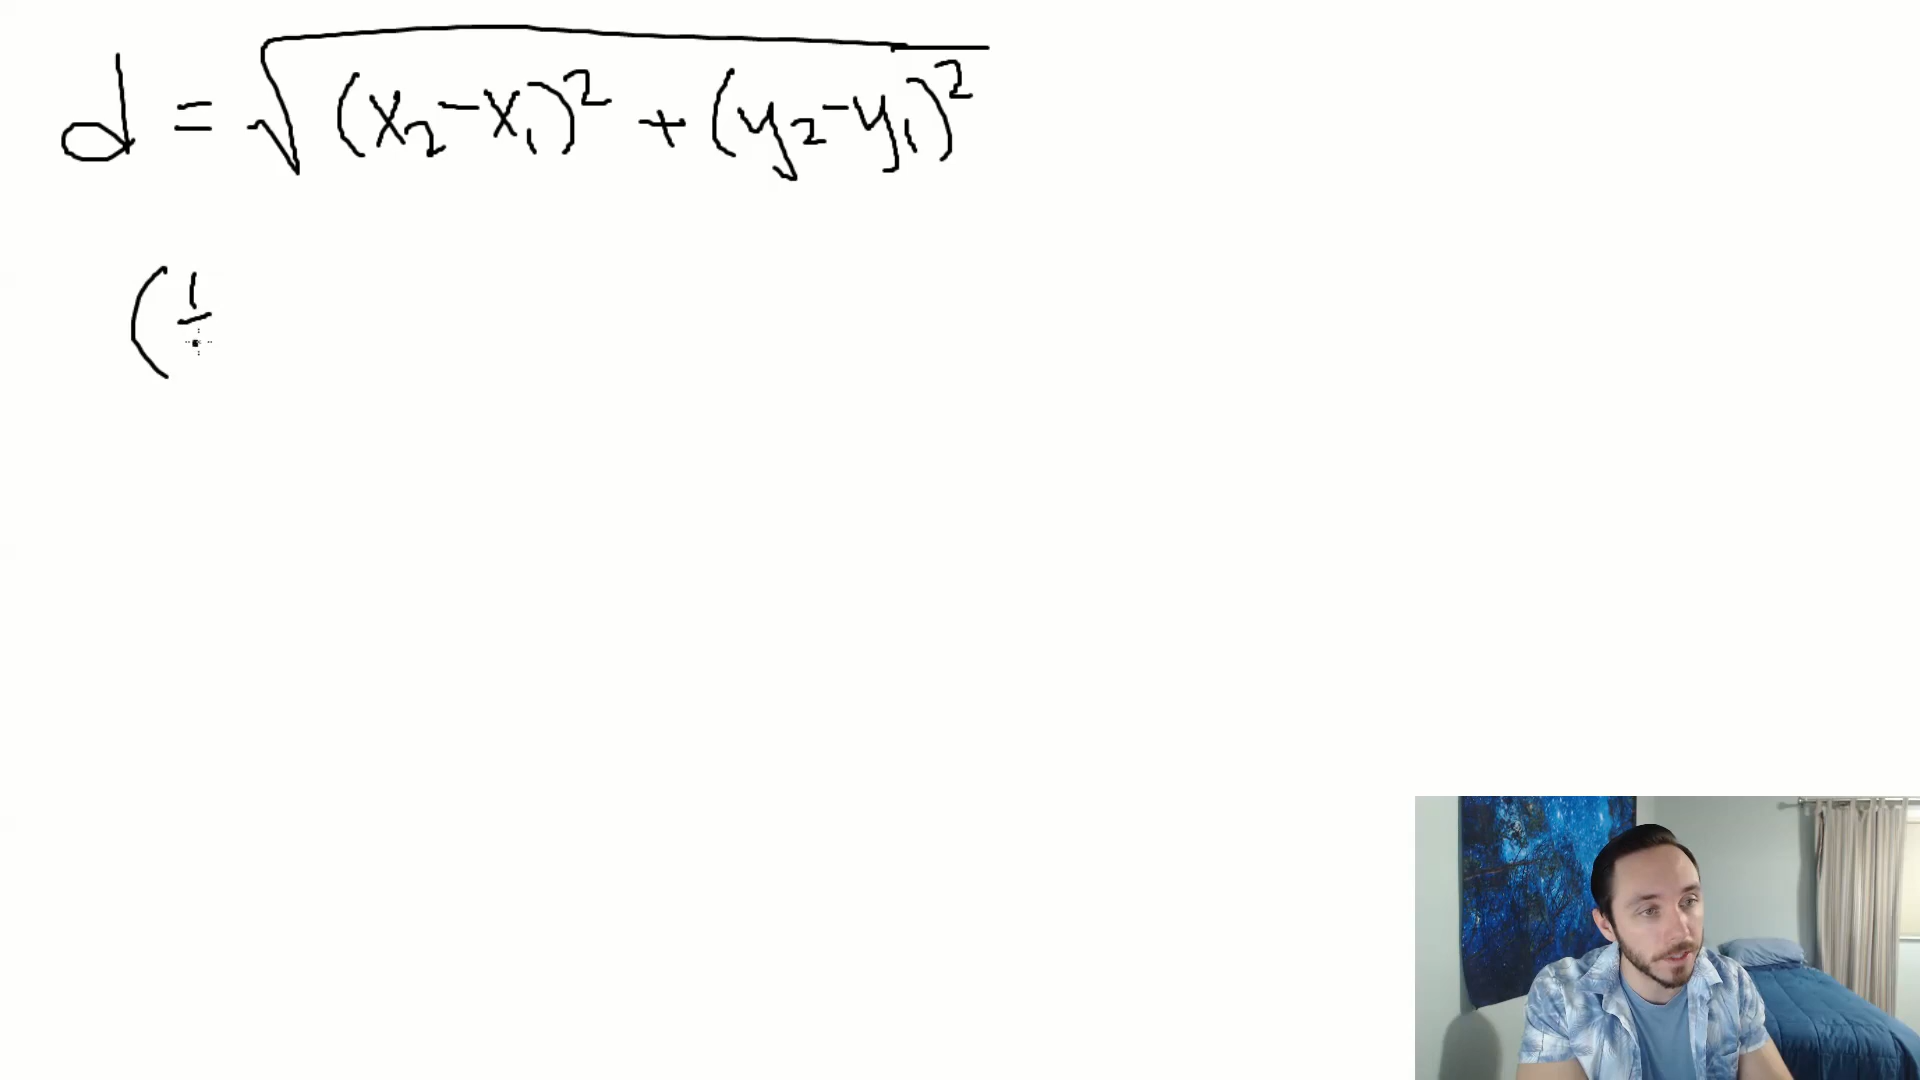 d = √(x₂-x₁)² + (y₂-y₁)²
(1/